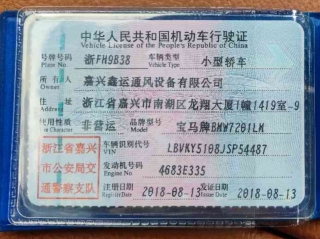 中华人民共和国机动车行驶证
Vehicle License of the People's Republic of China
号牌号码 Plate No. 浙FH9B38 车辆类型 Vehicle Type 小型轿车
所有人 Owner 嘉兴鑫运通风设备有限公司
住址 Address 浙江省嘉兴市南湖区龙翔大厦1幢1419室-9
使用性质 Use Character 非营运 品牌型号 Model 宝马牌BMW7201LM
浙江省嘉兴
市公安局交
通警察支队
车辆识别代号 VIN LBVKY5108JSP54487
发动机号码 Engine No. 4683E335
注册日期 Register Date 2018-08-13 发证日期 Issue Date 2018-08-13